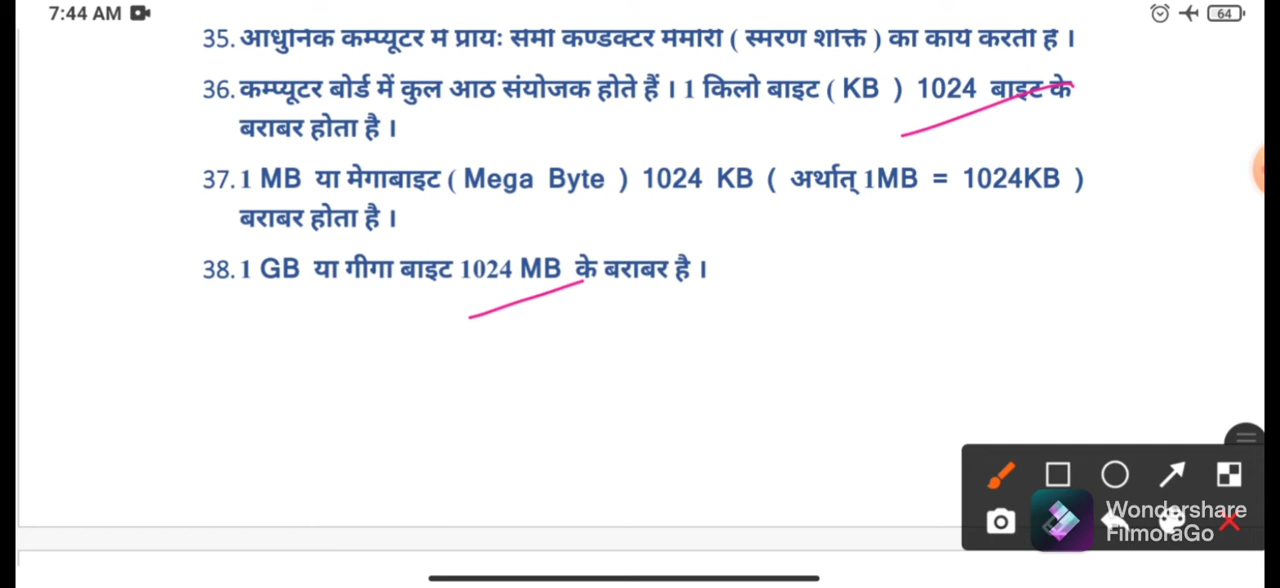 7:44 AM
64
35. आधुनिक कम्प्यूटर में प्रायः सेमी कण्डक्टर मेमोरी ( स्मरण शक्ति ) का कार्य करती है ।
36. कम्प्यूटर बोर्ड में कुल आठ संयोजक होते हैं । 1 किलो बाइट ( KB ) 1024 बाइट के
बराबर होता है ।
37. 1 MB या मेगाबाइट ( Mega Byte ) 1024 KB ( अर्थात् 1MB = 1024KB )
बराबर होता है ।
38. 1 GB या गीगा बाइट 1024 MB के बराबर है ।
Wondershare
FilmoraGo